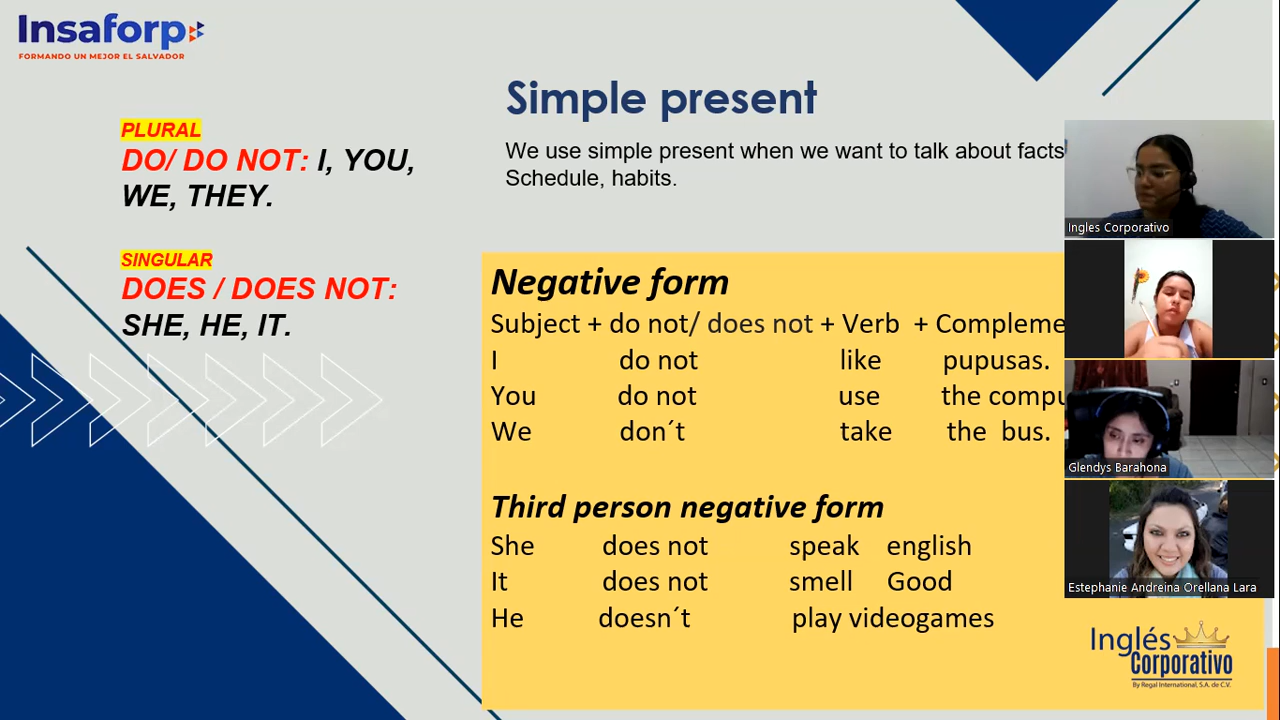 Insaforp
FORMANDO UN MEJOR EL SALVADOR
Simple present
We use simple present when we want to talk about facts
Schedule, habits.
PLURAL
DO/ DO NOT: I, YOU,
WE, THEY.
SINGULAR
DOES / DOES NOT:
SHE, HE, IT.
Negative form
Subject + do not/ does not + Verb + Compleme
I do not like pupusas.
You do not use the compu
We don´t take the bus.
Third person negative form
She does not speak english
It does not smell Good
He doesn´t play videogames
Ingles Corporativo
Glendys Barahona
Estephanie Andreina Orellana Lara
Inglés
Corporativo
By Regal International, S.A. de C.V.